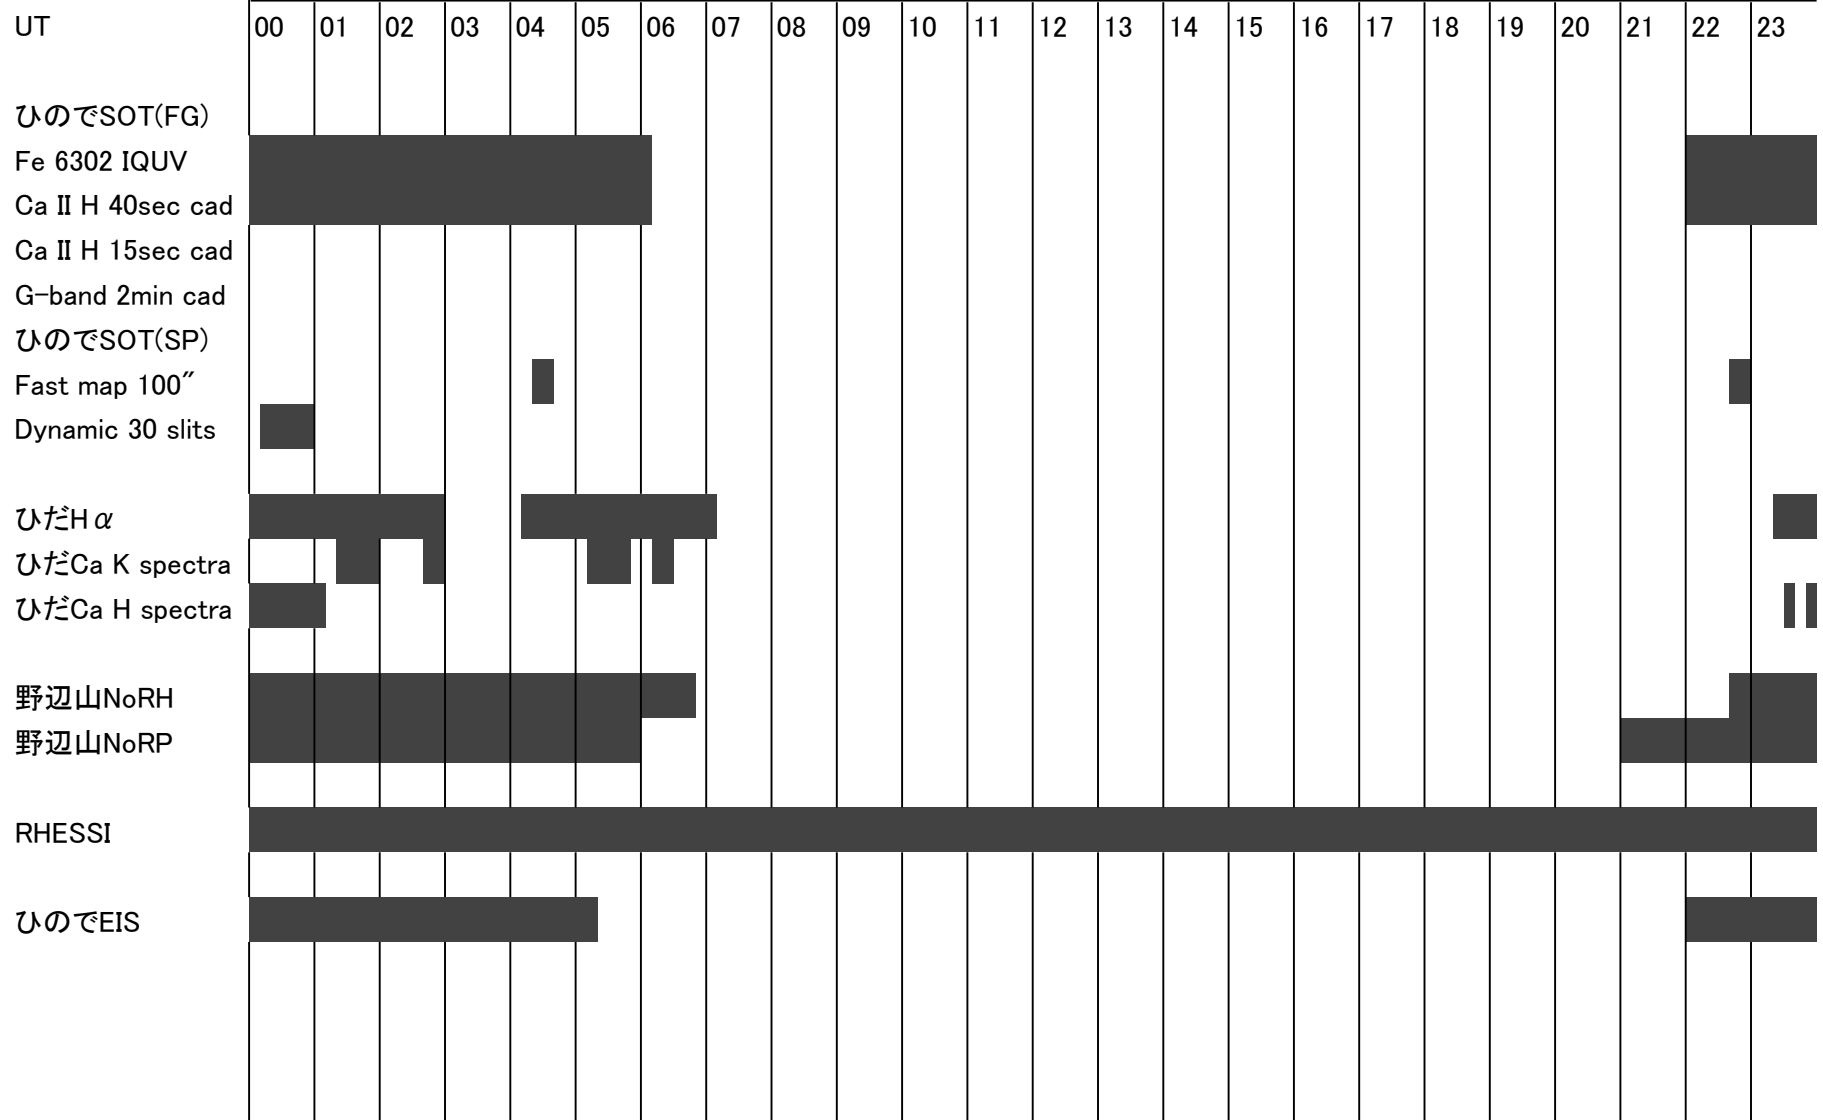 UT 00 01 02 03 04 05 06 07 08 09 10 11 12 13 14 15 16 17 18 19 20 21 22 23
ひのでSOT(FG)
Fe 6302 IQUV
Ca II H 40sec cad
Ca II H 15sec cad
G-band 2min cad
ひのでSOT(SP)
Fast map 100″
Dynamic 30 slits
ひだHα
ひだCa K spectra
ひだCa H spectra
野辺山NoRH
野辺山NoRP
RHESSI
ひのでEIS